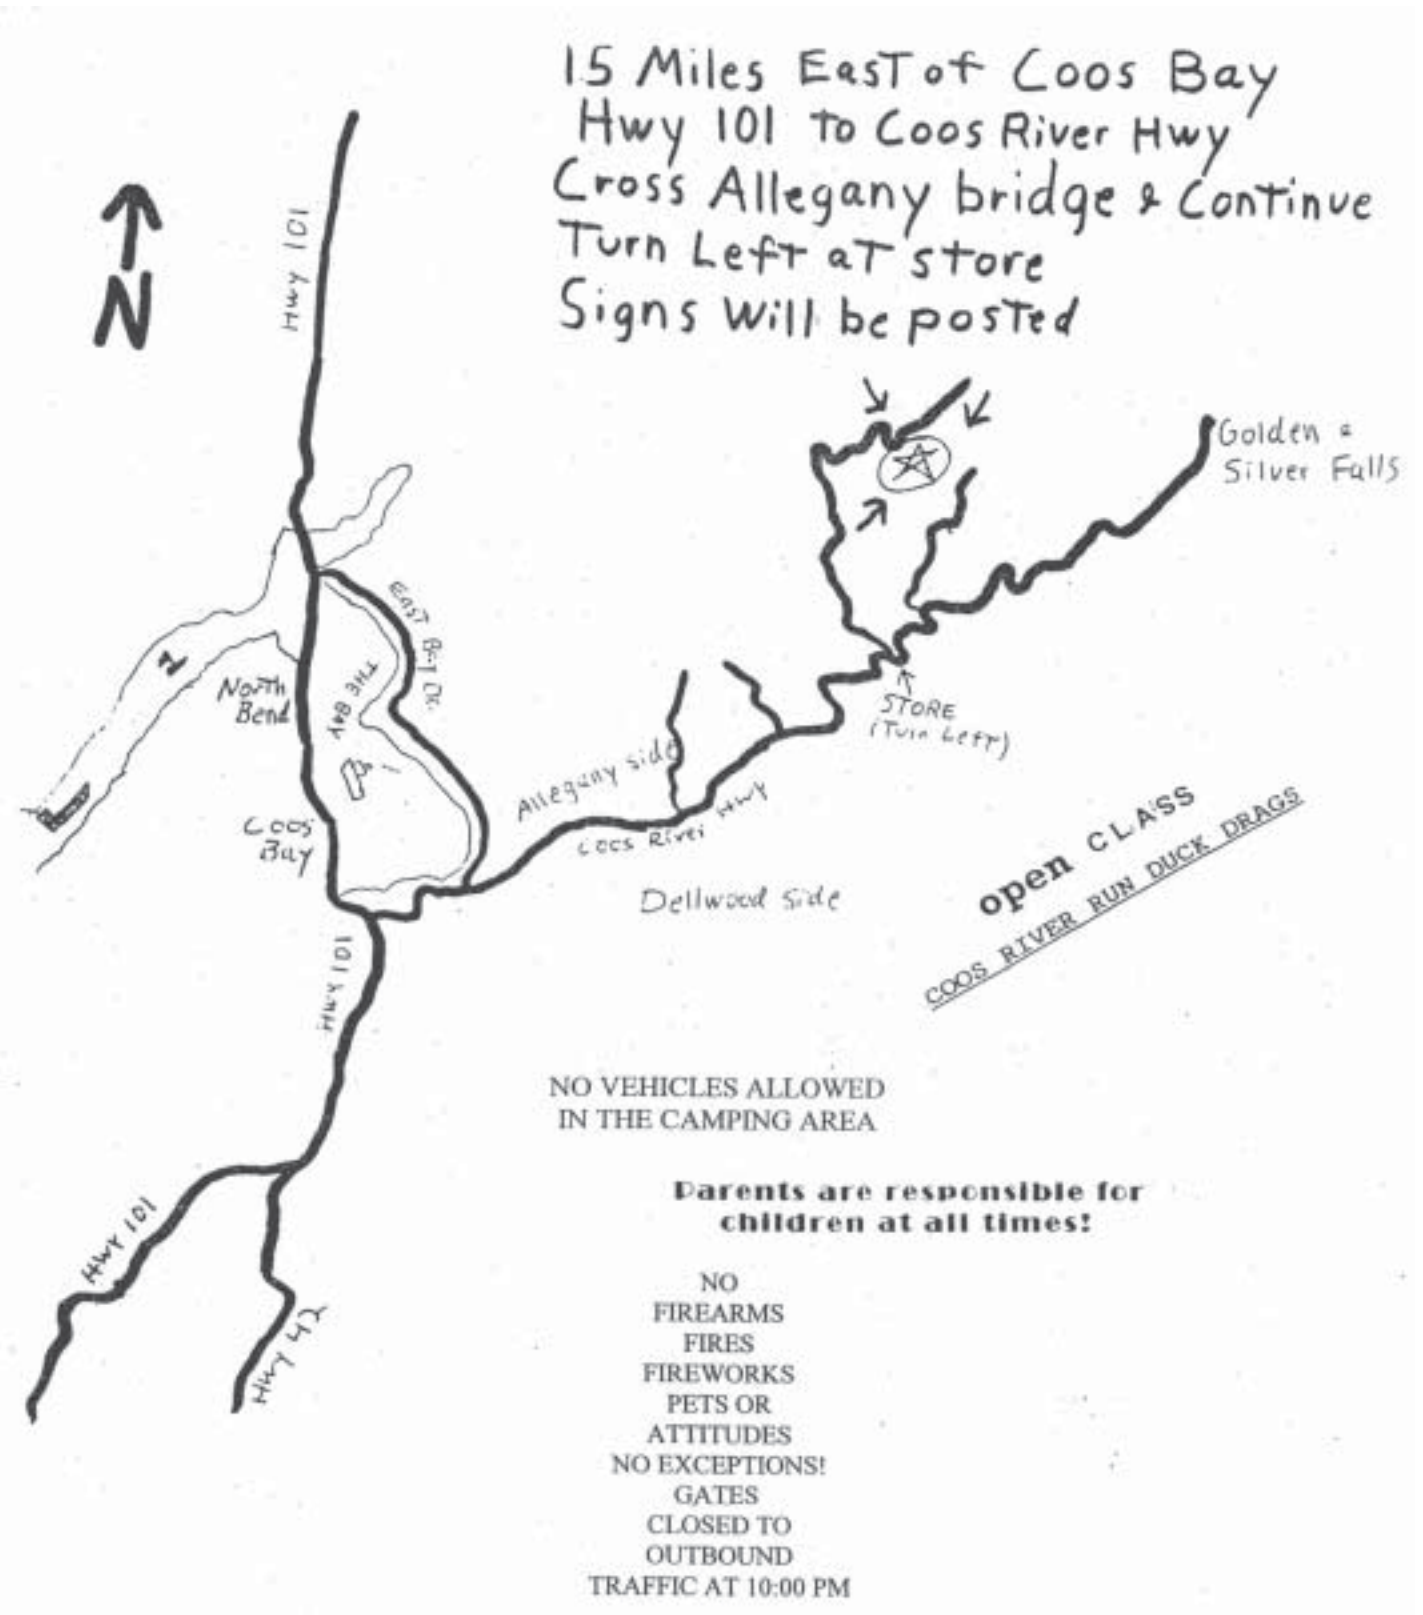 15 Miles East of Coos Bay
Hwy 101 to Coos River Hwy
Cross Allegany bridge & Continue
Turn Left at store
Signs Will be posted
N
Hwy 101
Golden &
Silver Falls
East Bay Dr.
THE BAY
North
Bend
STORE
(Turn Left)
Allegany side
Coos River Hwy
Coos
Bay
Dellwood side
open CLASS
COOS RIVER RUN DUCK DRAGS
Hwy 101
NO VEHICLES ALLOWED
IN THE CAMPING AREA
Parents are responsible for
children at all times!
Hwy 101
Hwy 42
NO
FIREARMS
FIRES
FIREWORKS
PETS OR
ATTITUDES
NO EXCEPTIONS!
GATES
CLOSED TO
OUTBOUND
TRAFFIC AT 10:00 PM